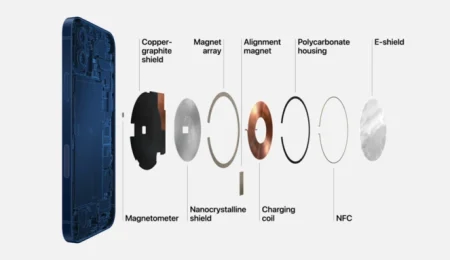 Copper-
graphite
shield
Magnet
array
Alignment
magnet
Polycarbonate
housing
E-shield
Magnetometer
Nanocrystalline
shield
Charging
coil
NFC